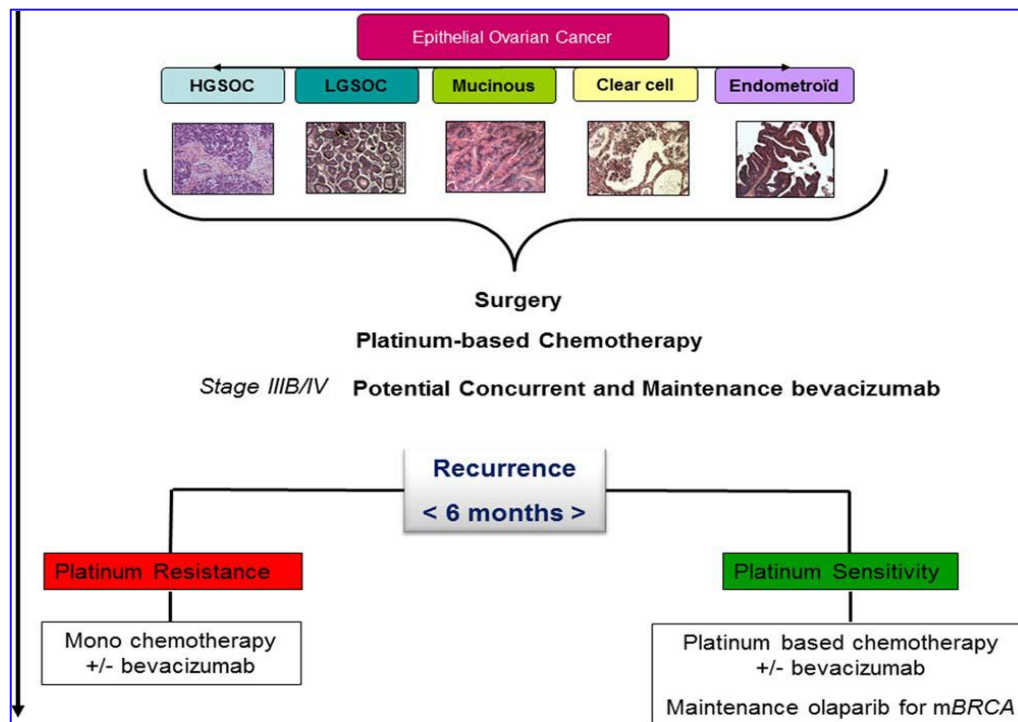 Epithelial Ovarian Cancer
HGSOC
LGSOC
Mucinous
Clear cell
Endometroïd
Surgery
Platinum-based Chemotherapy
Stage IIIB/IV Potential Concurrent and Maintenance bevacizumab
Recurrence
< 6 months >
Platinum Resistance
Platinum Sensitivity
Mono chemotherapy
+/- bevacizumab
Platinum based chemotherapy
+/- bevacizumab
Maintenance olaparib for mBRCA